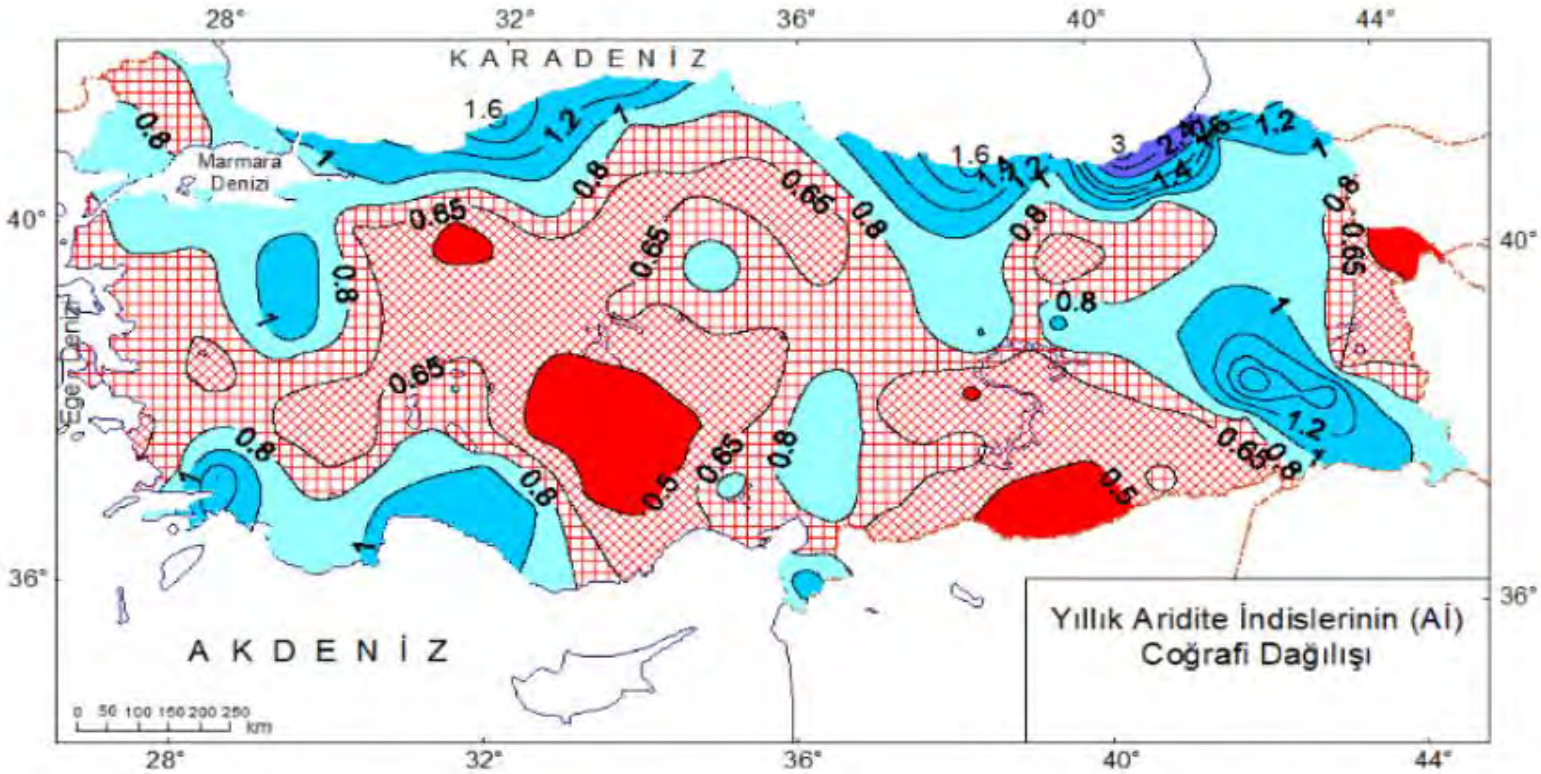 28° 32° 36° 40° 44°
KARADENİZ
1.6 1.2 1
3 2. 1.2
1 0.8 1.6 1.4 1
Marmara
Denizi
0.8 0.8 0.8
40° 0.65 0.65 0.8 0.8 0.65 40°
0.65
0.8 1 0.8 1
Ege Denizi
0.65
1.2
0.8 0.65 0.8 0.65 0.8 1
1 0.8 0.5 0.5
1
36° 36°
AKDENİZ
Yıllık Aridite İndislerinin (Aİ)
Coğrafi Dağılışı
0 50 100 150 200 250
km
28° 32° 36° 40° 44°